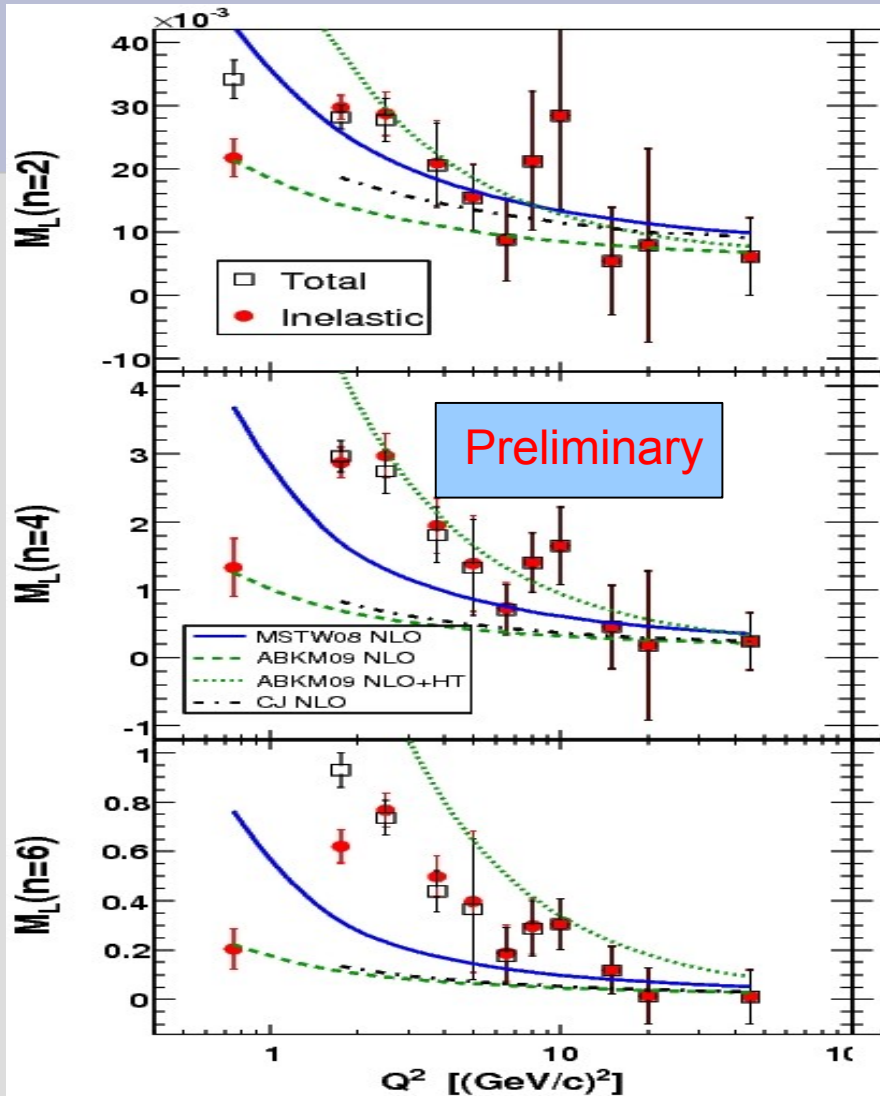 ×10⁻³
40
30
20
10
0
-10
M_L(n=2)
Total
Inelastic
4
3
2
1
0
-1
M_L(n=4)
Preliminary
MSTW08 NLO
ABKM09 NLO
ABKM09 NLO+HT
CJ NLO
1
0.8
0.6
0.4
0.2
0
M_L(n=6)
1 10 10
Q² [(GeV/c)²]